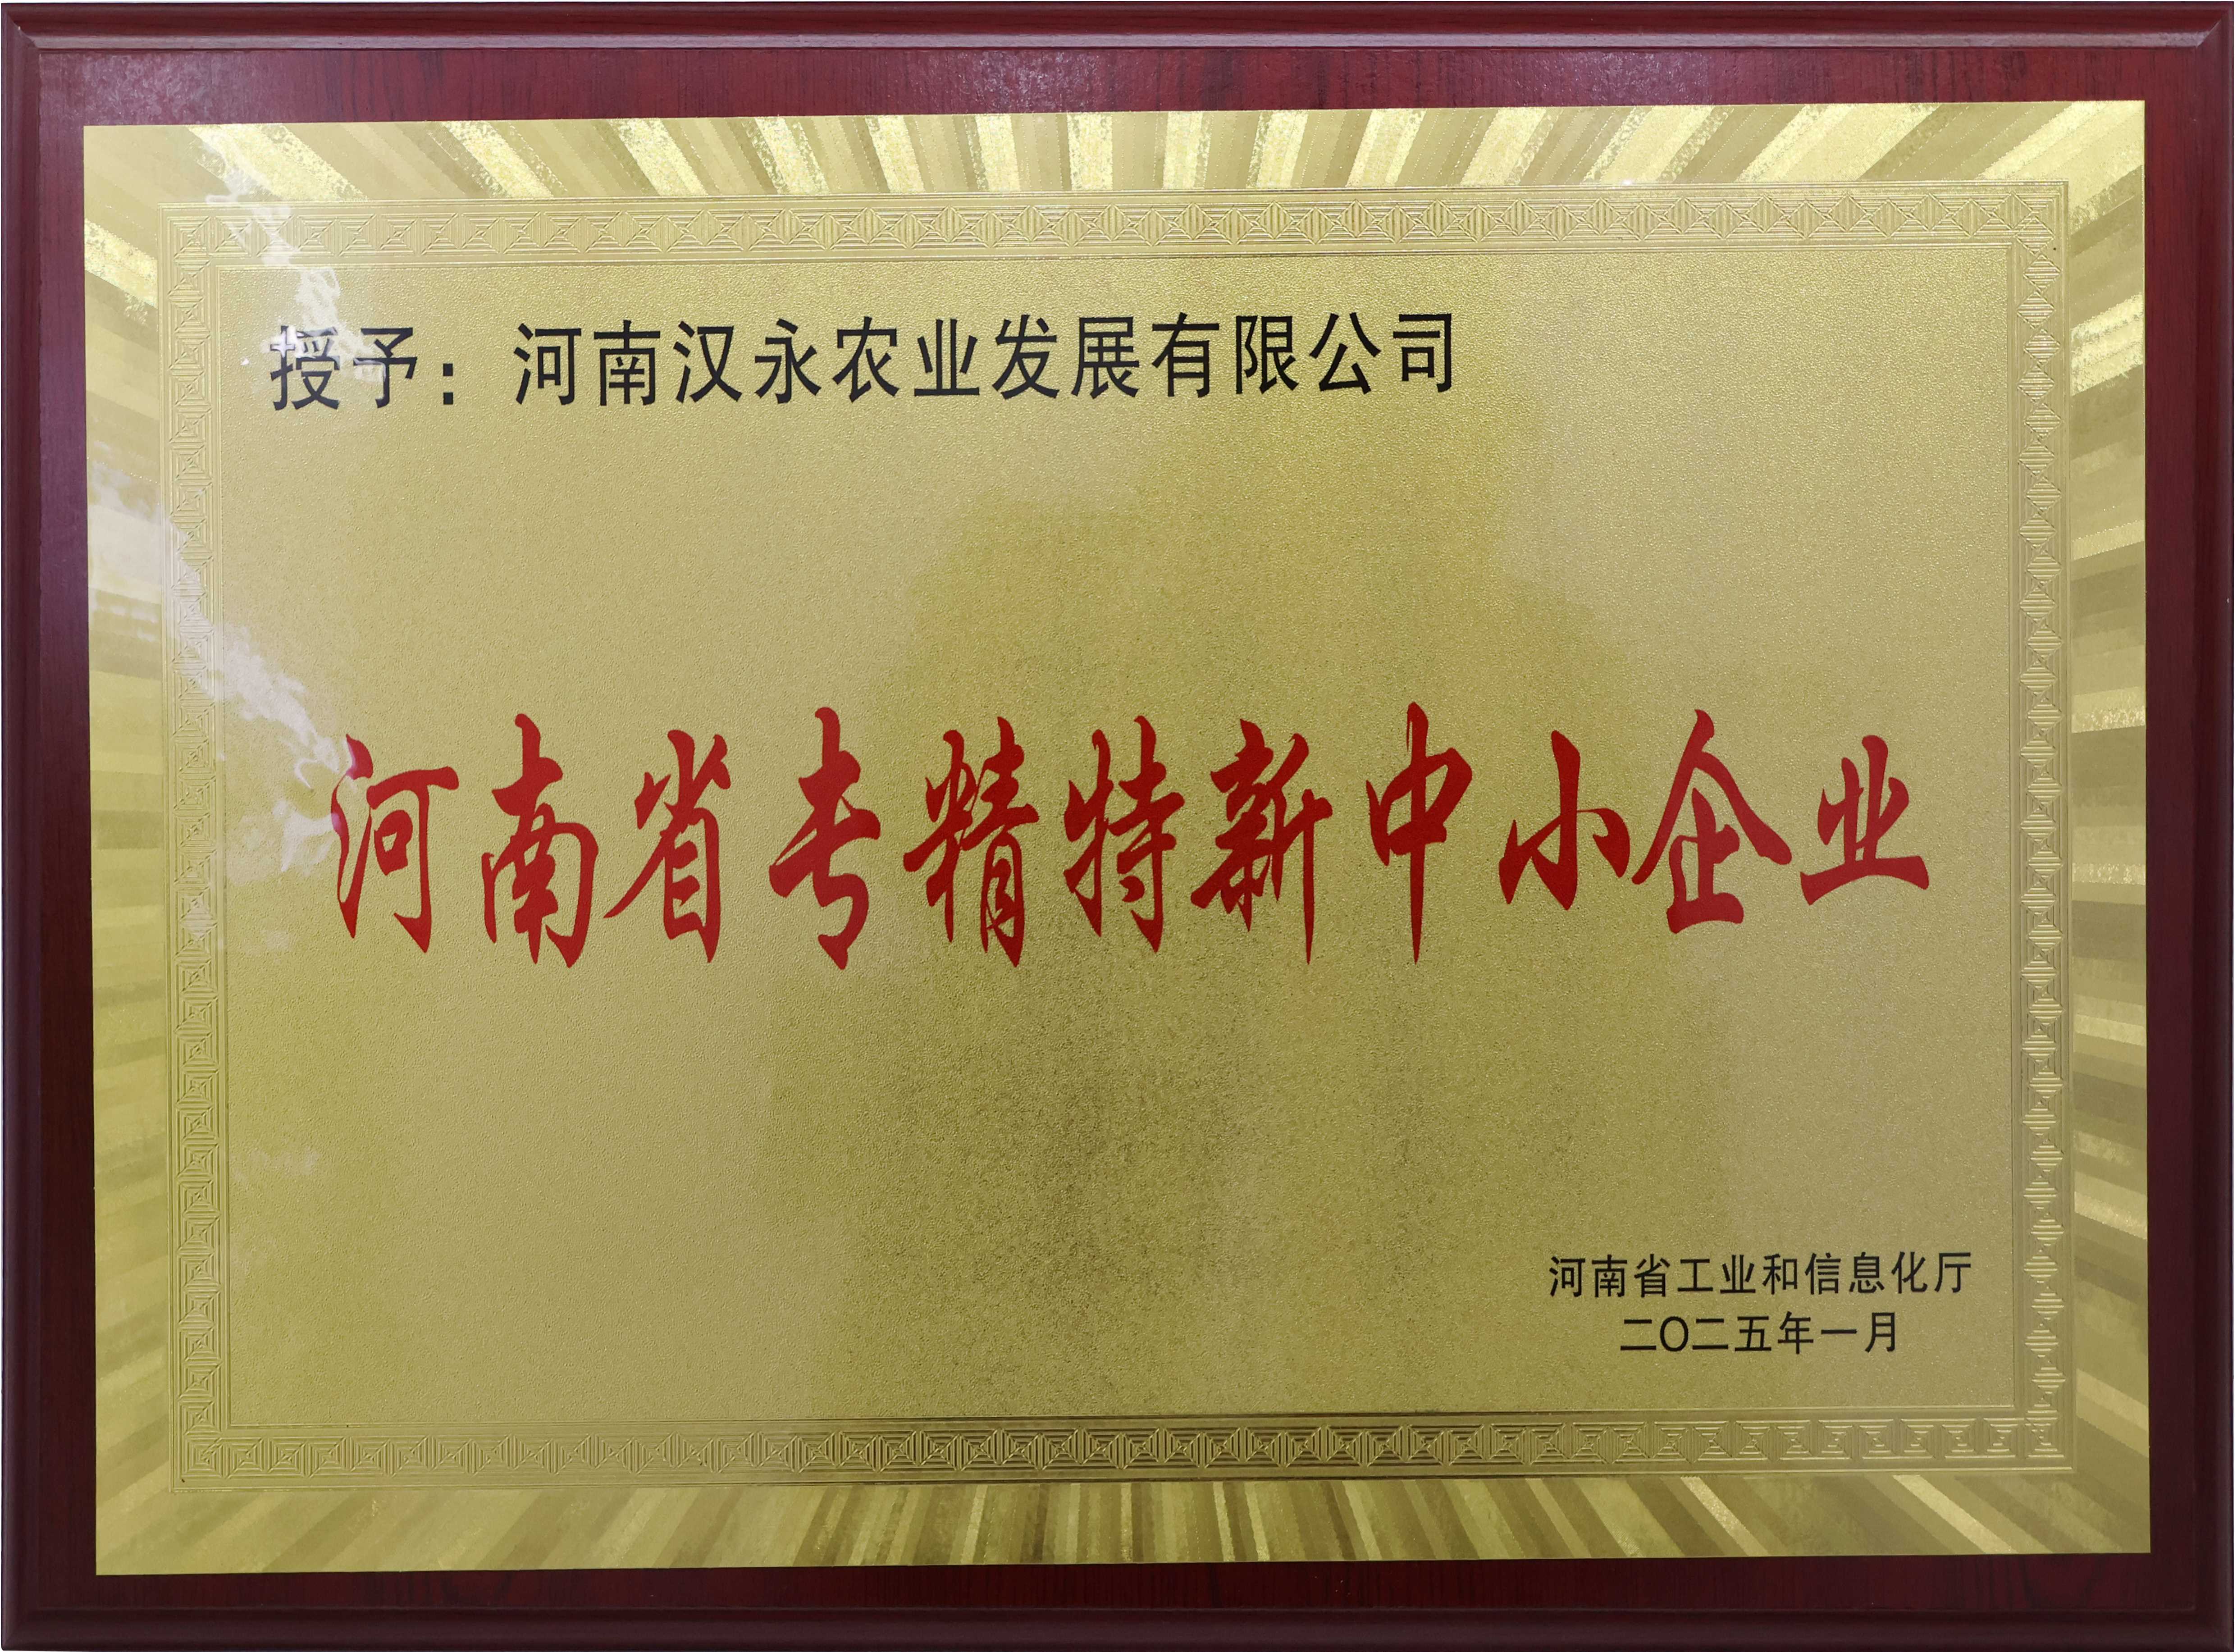 授予：河南汉永农业发展有限公司
河南省专精特新中小企业
河南省工业和信息化厅
二〇二五年一月